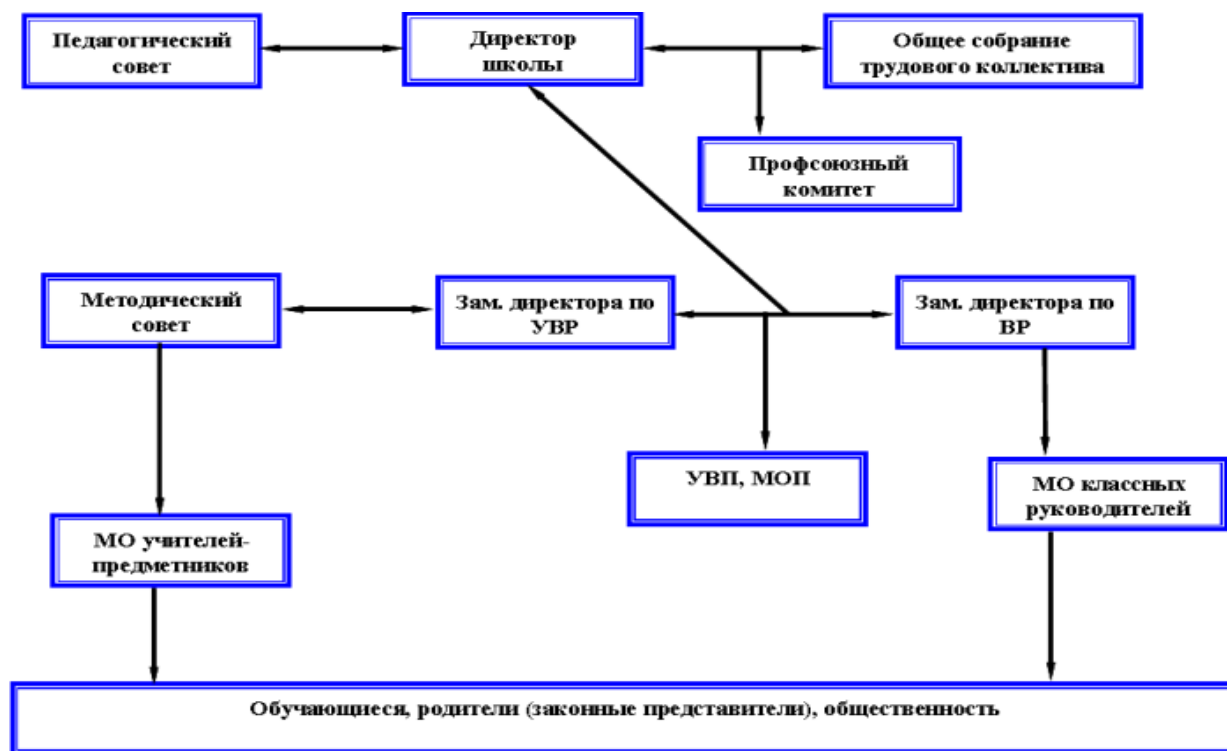 Педагогический
совет
Директор
школы
Общее собрание
трудового коллектива
Профсоюзный
комитет
Методический
совет
Зам. директора по
УВР
Зам. директора по
ВР
УВП, МОП
МО классных
руководителей
МО учителей-
предметников
Обучающиеся, родители (законные представители), общественность